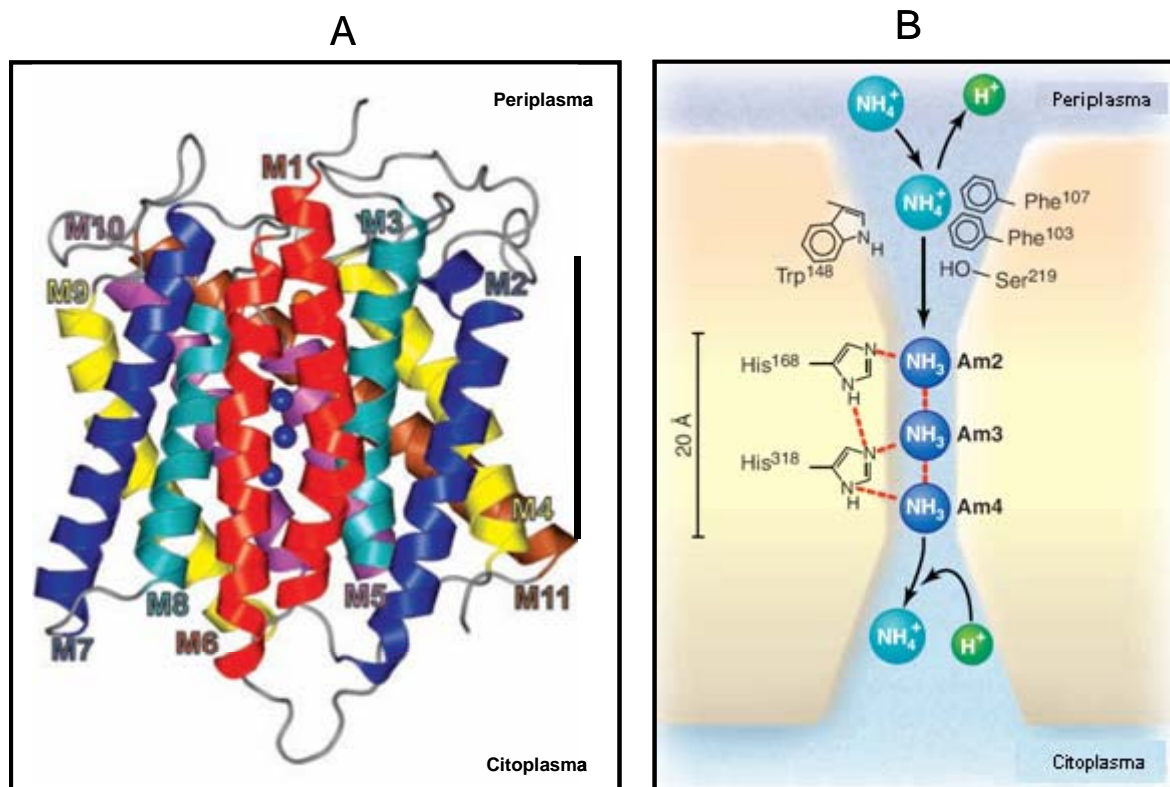 A
Periplasma
M1
M3
M10
M2
M9
M4
M5
M8
M11
M6
M7
Citoplasma
B
NH₄⁺
H⁺
Periplasma
NH₄⁺
Phe¹⁰⁷
Phe¹⁰³
N
H
HO
Ser²¹⁹
Trp¹⁴⁸
20 Å
His¹⁶⁸
N
N
H
NH₃
Am2
His³¹⁸
N
N
H
NH₃
Am3
NH₃
Am4
NH₄⁺
H⁺
Citoplasma